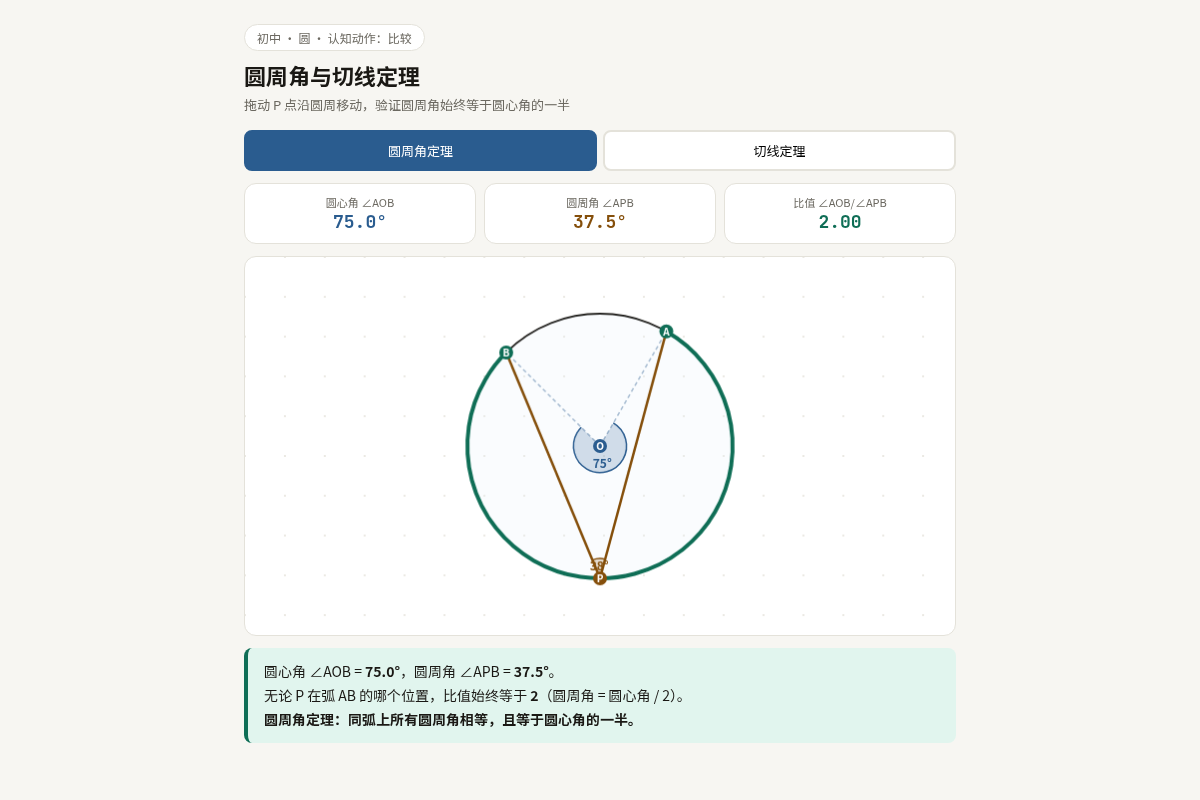 初中 · 圆 · 认知动作：比较
圆周角与切线定理
拖动 P 点沿圆周移动，验证圆周角始终等于圆心角的一半
圆周角定理
切线定理
圆心角 ∠AOB
75.0°
圆周角 ∠APB
37.5°
比值 ∠AOB/∠APB
2.00
A
B
O
75°
38°
P
圆心角 ∠AOB = 75.0°，圆周角 ∠APB = 37.5°。
无论 P 在弧 AB 的哪个位置，比值始终等于 2（圆周角 = 圆心角 / 2）。
圆周角定理：同弧上所有圆周角相等，且等于圆心角的一半。